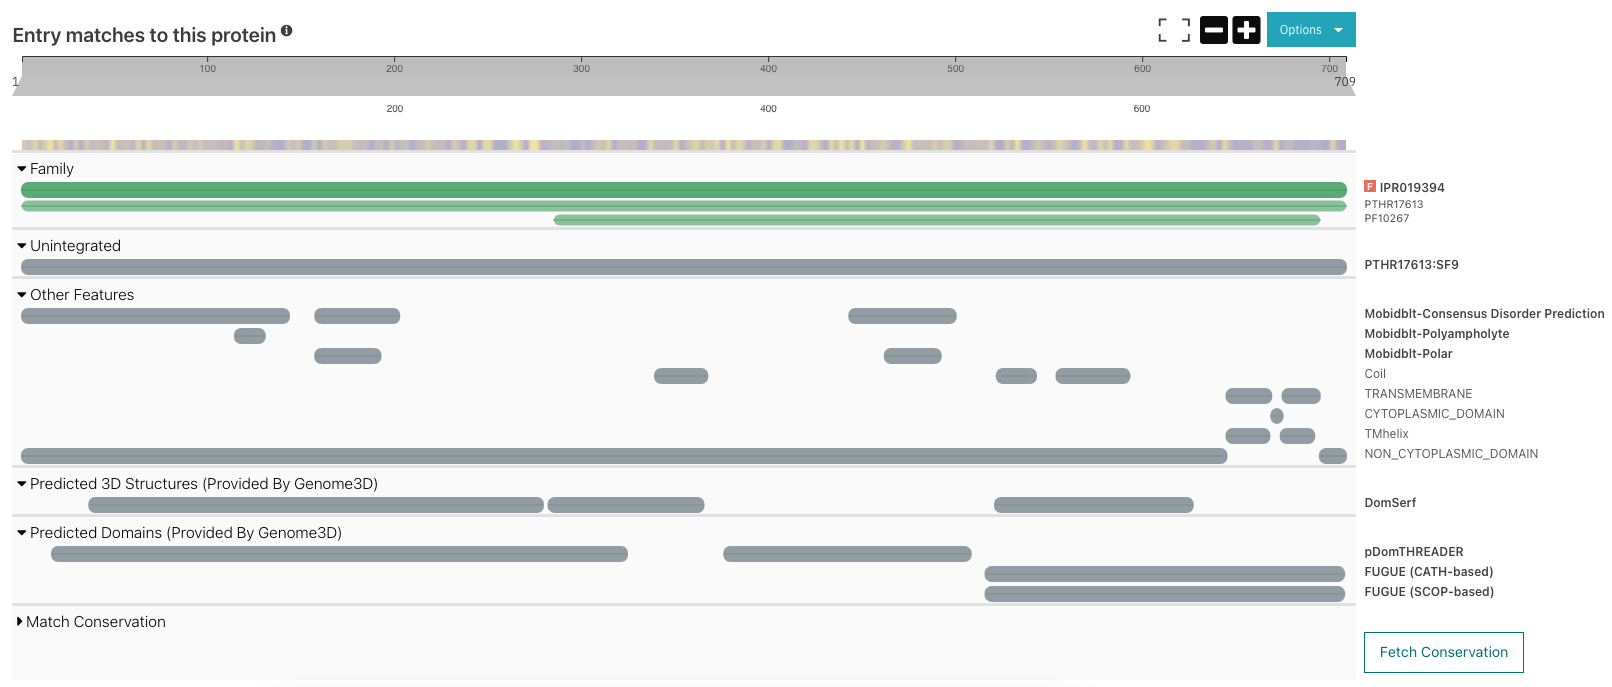 Entry matches to this protein
Options
100 200 300 400 500 600 700
1 709
200 400 600
Family
F IPR019394
PTHR17613
PF10267
Unintegrated
PTHR17613:SF9
Other Features
Mobidblt-Consensus Disorder Prediction
Mobidblt-Polyampholyte
Mobidblt-Polar
Coil
TRANSMEMBRANE
CYTOPLASMIC_DOMAIN
TMhelix
NON_CYTOPLASMIC_DOMAIN
Predicted 3D Structures (Provided By Genome3D)
DomSerf
Predicted Domains (Provided By Genome3D)
pDomTHREADER
FUGUE (CATH-based)
FUGUE (SCOP-based)
Match Conservation
Fetch Conservation